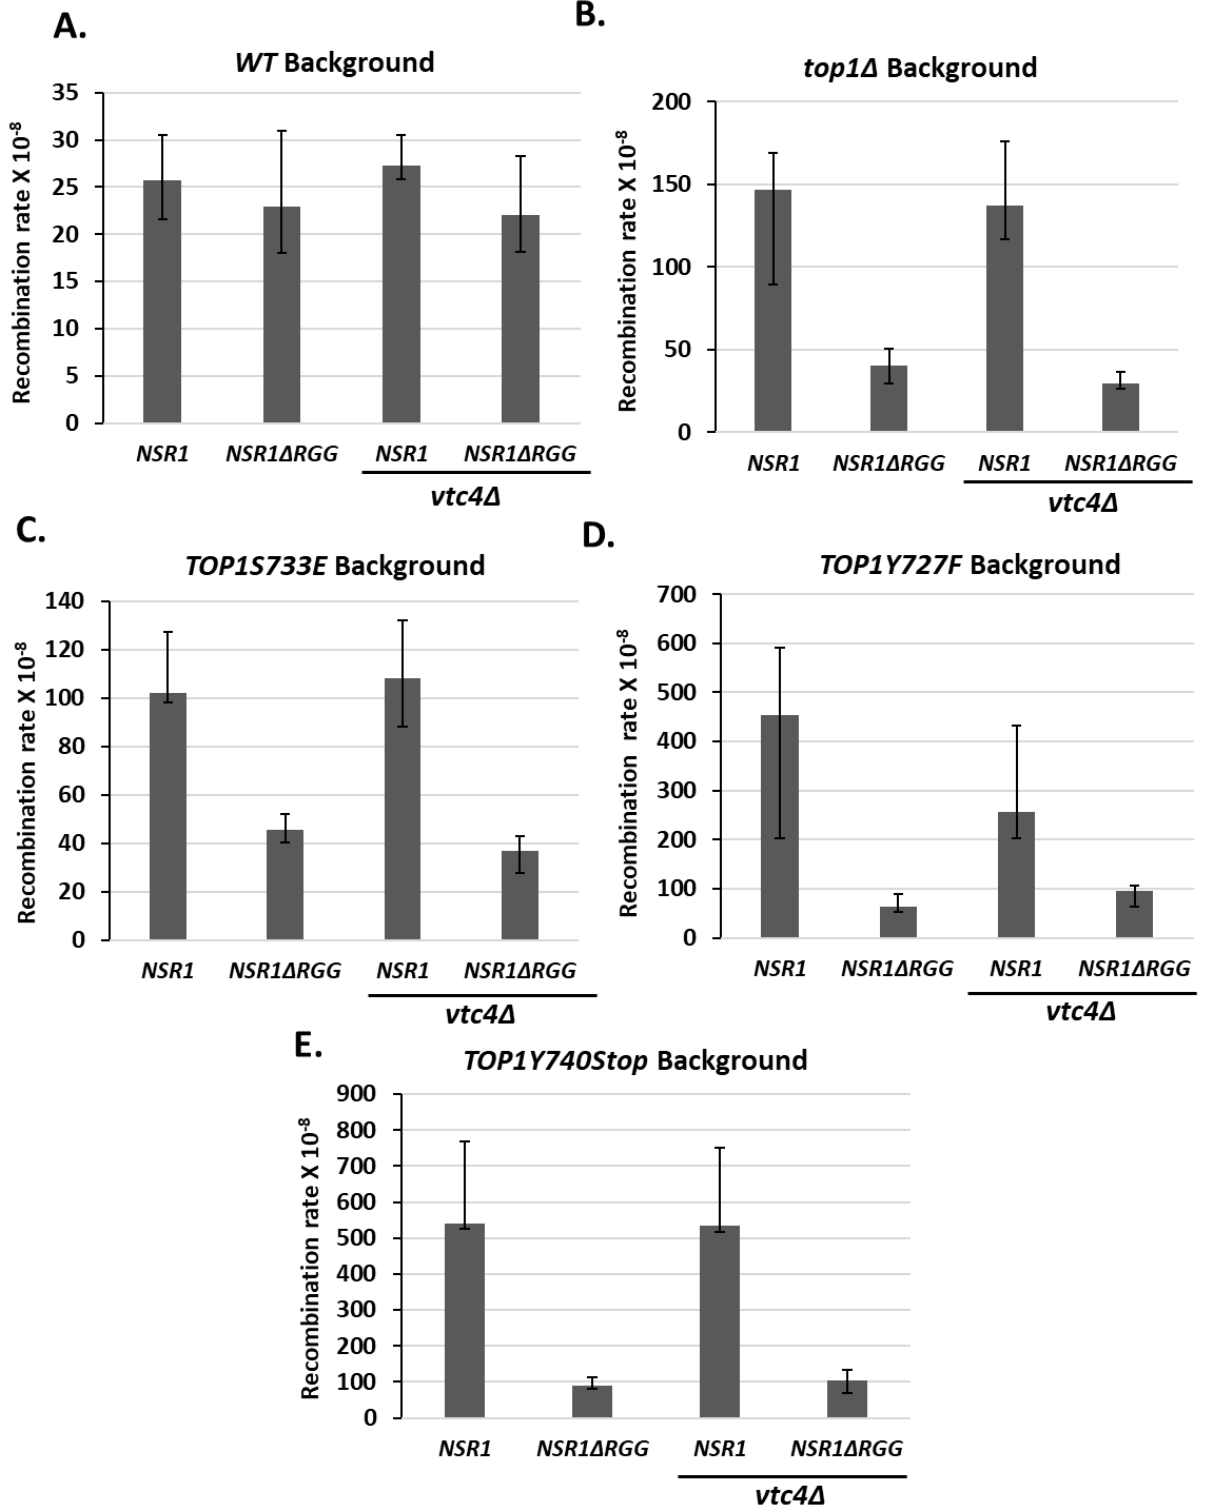 A.
WT Background
Recombination rate X 10-8
35
30
25
20
15
10
5
0
NSR1 NSR1ΔRGG NSR1 NSR1ΔRGG
vtc4Δ
B.
top1Δ Background
Recombination rate X 10-8
200
150
100
50
0
NSR1 NSR1ΔRGG NSR1 NSR1ΔRGG
vtc4Δ
C.
TOP1S733E Background
Recombination rate X 10-8
140
120
100
80
60
40
20
0
NSR1 NSR1ΔRGG NSR1 NSR1ΔRGG
vtc4Δ
D.
TOP1Y727F Background
Recombination rate X 10-8
700
600
500
400
300
200
100
0
NSR1 NSR1ΔRGG NSR1 NSR1ΔRGG
vtc4Δ
E.
TOP1Y740Stop Background
Recombination rate X 10-8
900
800
700
600
500
400
300
200
100
0
NSR1 NSR1ΔRGG NSR1 NSR1ΔRGG
vtc4Δ